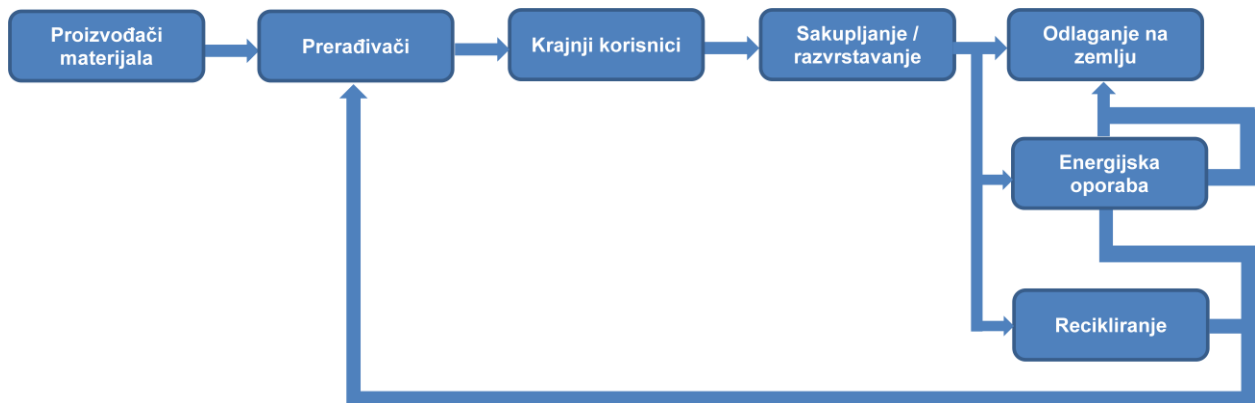 Proizvođači
materijala
Prerađivači
Krajnji korisnici
Sakupljanje /
razvrstavanje
Odlaganje na
zemlju
Energijska
oporaba
Recikliranje